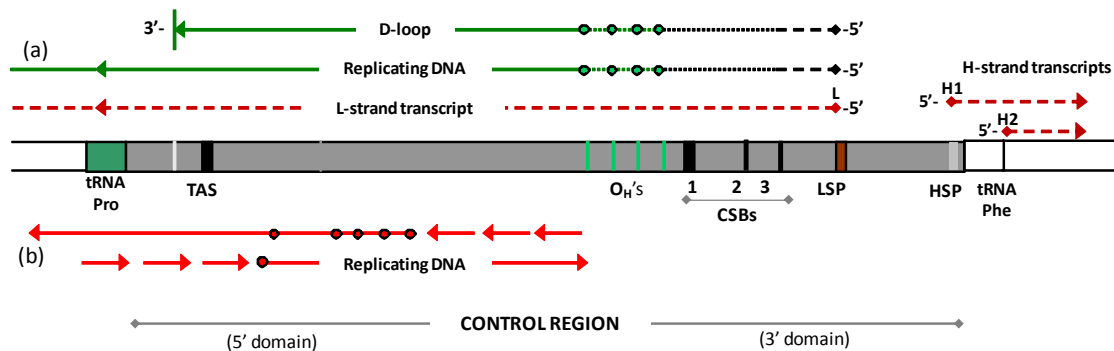 3’- D-loop -5’
(a)
Replicating DNA -5’
H-strand transcripts
L-strand transcript L -5’
5’- H1
5’- H2
tRNA Pro
TAS
OH’s
1 2 3
CSBs
LSP
HSP
tRNA Phe
(b)
Replicating DNA
CONTROL REGION
(5’ domain) (3’ domain)